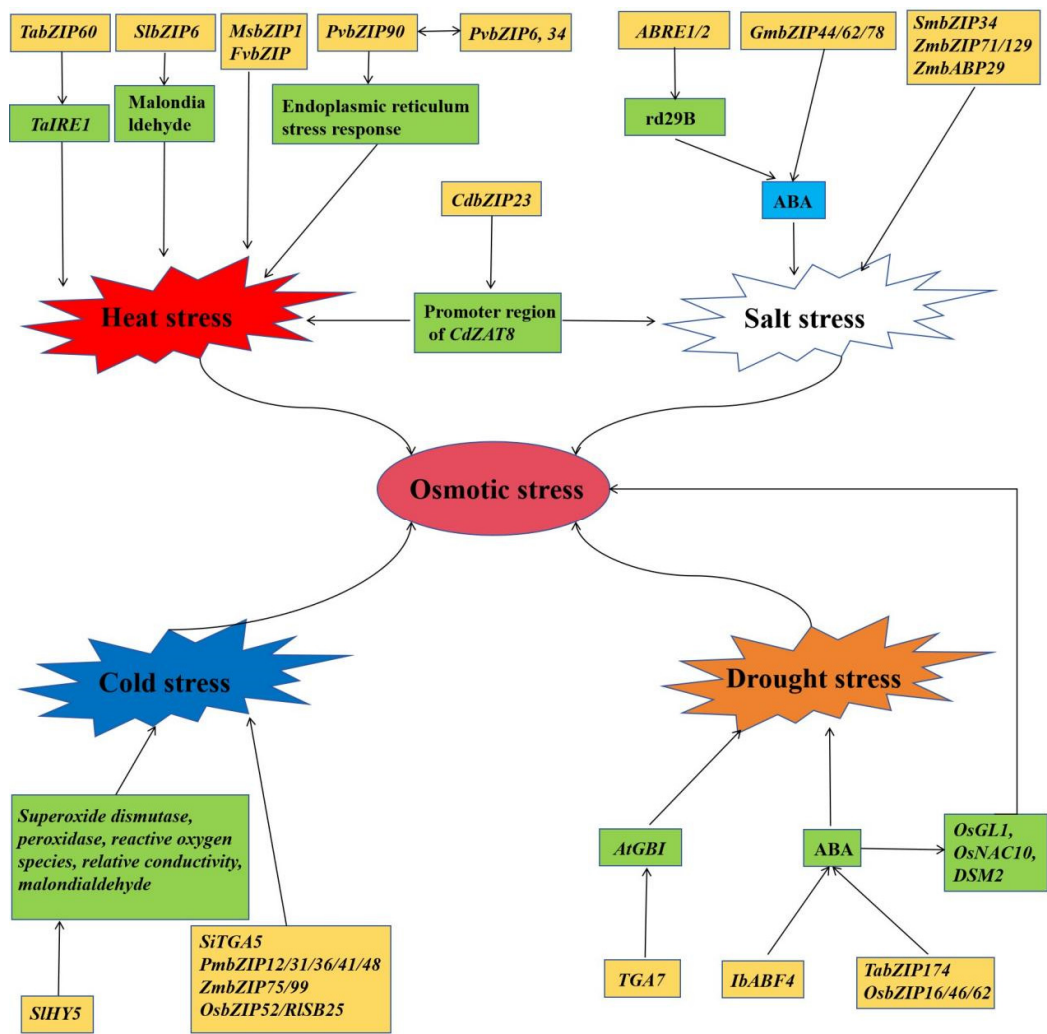 TabZIP60
SlbZIP6
MsbZIP1
FvbZIP
PvbZIP90
PvbZIP6, 34
ABRE1/2
GmbZIP44/62/78
SmbZIP34
ZmbZIP71/129
ZmbABP29
TaIRE1
Malondia
ldehyde
Endoplasmic reticulum
stress response
rd29B
CdbZIP23
ABA
Heat stress
Promoter region
of CdZAT8
Salt stress
Osmotic stress
Cold stress
Drought stress
Superoxide dismutase,
peroxidase, reactive oxygen
species, relative conductivity,
malondialdehyde
AtGBI
ABA
OsGL1,
OsNAC10,
DSM2
SlHY5
SiTGA5
PmbZIP12/31/36/41/48
ZmbZIP75/99
OsbZIP52/RlSB25
TGA7
IbABF4
TabZIP174
OsbZIP16/46/62